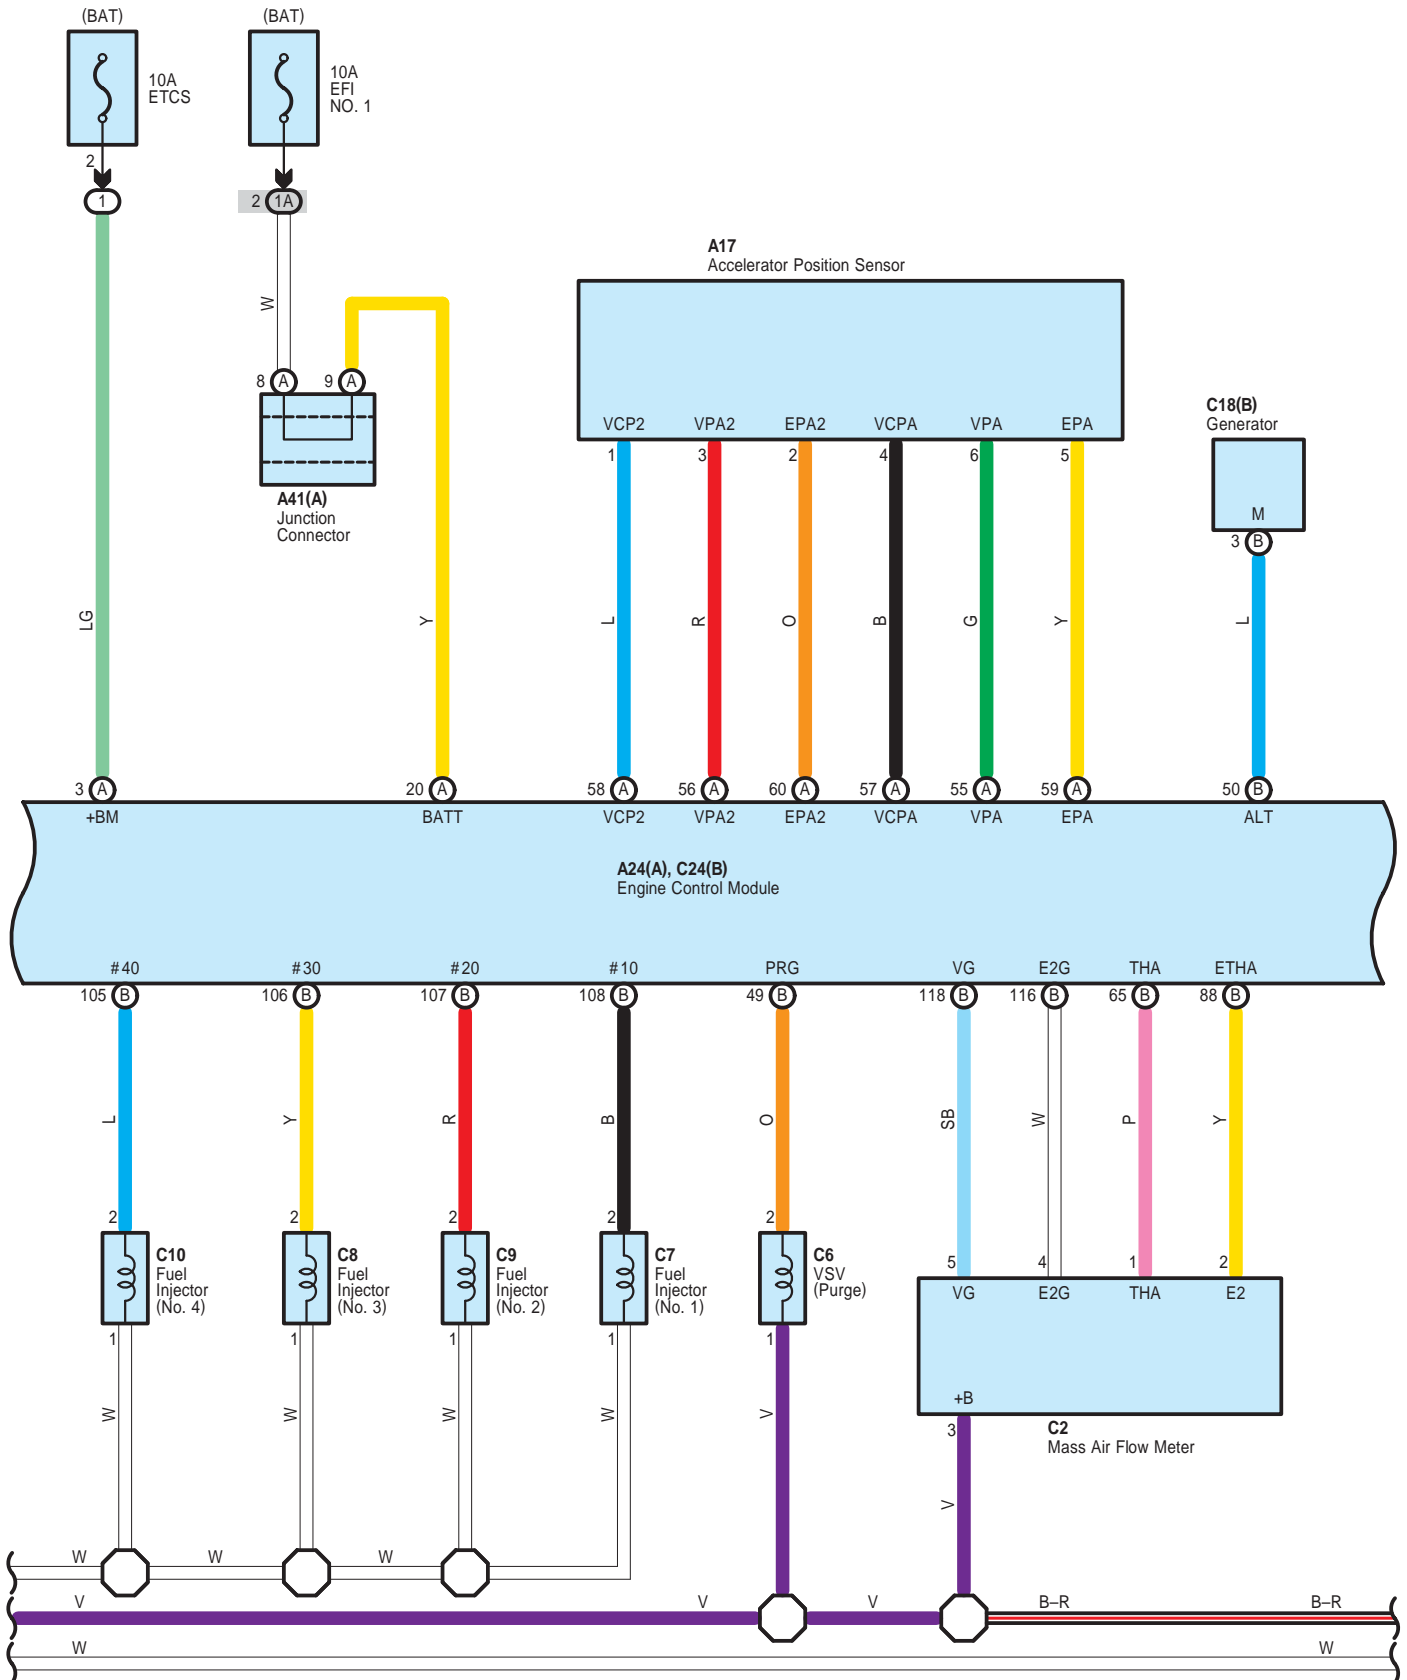 (BAT)
(BAT)
10A
ETCS
10A
EFI
NO. 1
2
1
2 1A
W
8 A
9 A
A41(A)
Junction
Connector
LG
Y
A17
Accelerator Position Sensor
VCP2 VPA2 EPA2 VCPA VPA EPA
1 3 2 4 6 5
L R O B G Y
C18(B)
Generator
M
3 B
L
3 A 20 A 58 A 56 A 60 A 57 A 55 A 59 A 50 B
+BM BATT VCP2 VPA2 EPA2 VCPA VPA EPA ALT
A24(A), C24(B)
Engine Control Module
#40 #30 #20 #10 PRG VG E2G THA ETHA
105 B 106 B 107 B 108 B 49 B 118 B 116 B 65 B 88 B
L Y R B O SB W P Y
2 2 2 2 2
C10
Fuel
Injector
(No. 4)
C8
Fuel
Injector
(No. 3)
C9
Fuel
Injector
(No. 2)
C7
Fuel
Injector
(No. 1)
C6
VSV
(Purge)
5 4 1 2
VG E2G THA E2
1 1 1 1 1
+B
W W W W V
3
C2
Mass Air Flow Meter
V
W W W
V V V B–R B–R
W W